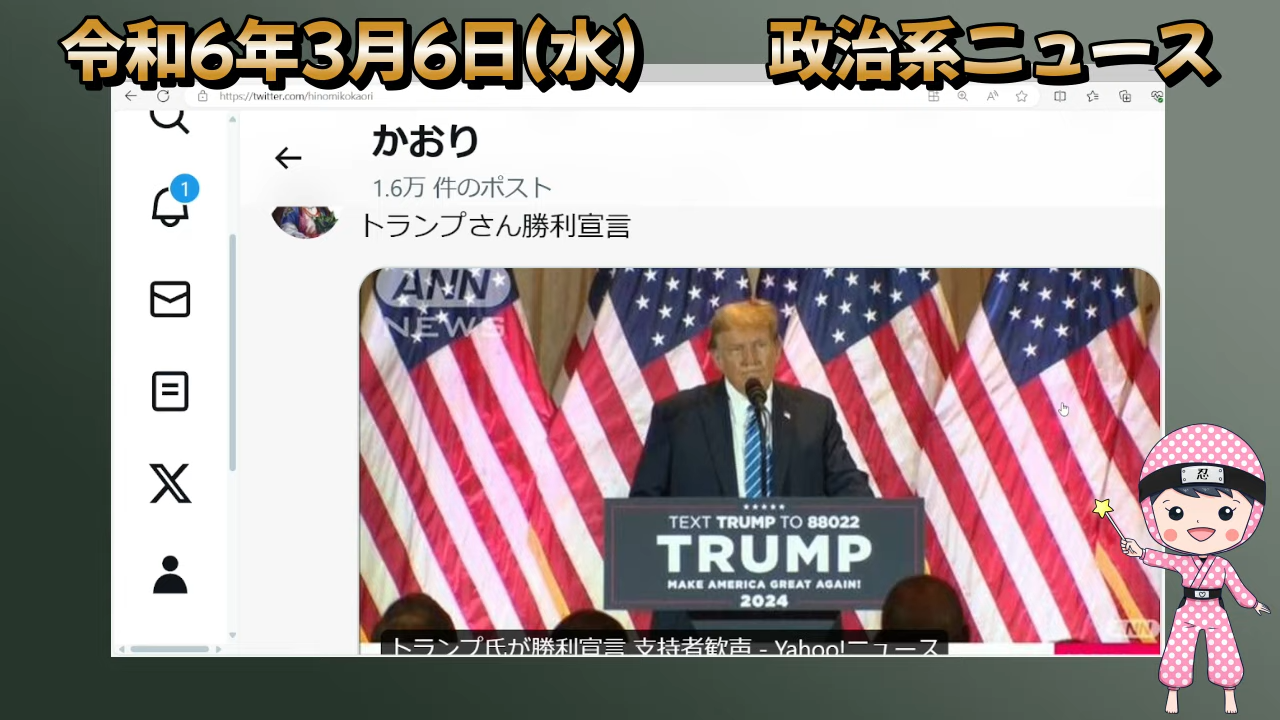 令和6年3月6日(水) 政治系ニュース
https://twitter.com/hinomikokaori
かおり
1.6万 件のポスト
1
トランプさん勝利宣言
ANN
NEWS
TEXT TRUMP TO 88022
TRUMP
MAKE AMERICA GREAT AGAIN!
2024
ANN
トランプ氏が勝利宣言 支持者歓声 - Yahoo!ニュース
忍